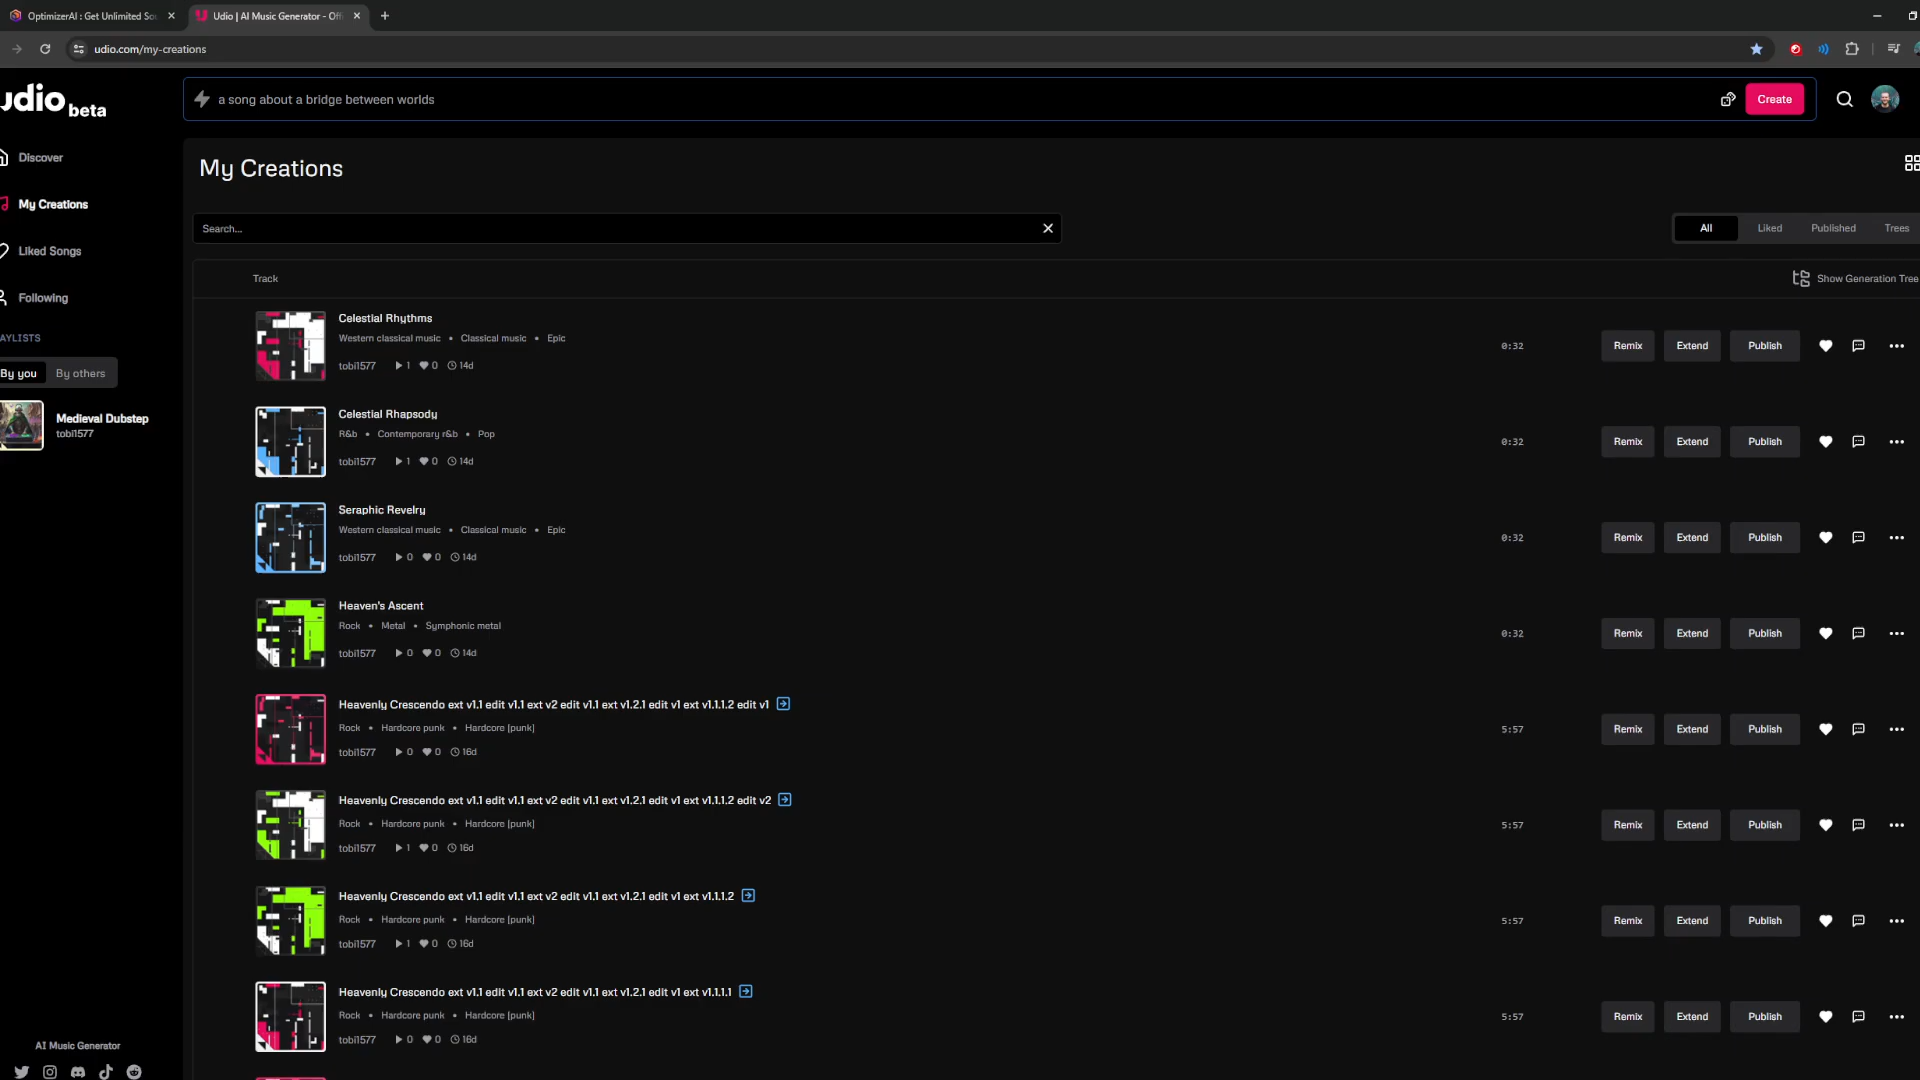 OptimizerAI : Get Unlimited Sou
Udio | AI Music Generator - Offi
udio.com/my-creations
udio beta
a song about a bridge between worlds
Create
Discover
My Creations
Liked Songs
Following
AYLISTS
By you
By others
Medieval Dubstep
tobi1577
My Creations
Search...
All
Liked
Published
Trees
Track
Show Generation Tree
Celestial Rhythms
Western classical music • Classical music • Epic
tobi1577 1 0 14d
0:32
Remix
Extend
Publish
Celestial Rhapsody
R&b • Contemporary r&b • Pop
tobi1577 1 0 14d
0:32
Remix
Extend
Publish
Seraphic Revelry
Western classical music • Classical music • Epic
tobi1577 0 0 14d
0:32
Remix
Extend
Publish
Heaven's Ascent
Rock • Metal • Symphonic metal
tobi1577 0 0 14d
0:32
Remix
Extend
Publish
Heavenly Crescendo ext v1.1 edit v1.1 ext v2 edit v1.1 ext v1.2.1 edit v1 ext v1.1.1.2 edit v1
Rock • Hardcore punk • Hardcore [punk]
tobi1577 0 0 16d
5:57
Remix
Extend
Publish
Heavenly Crescendo ext v1.1 edit v1.1 ext v2 edit v1.1 ext v1.2.1 edit v1 ext v1.1.1.2 edit v2
Rock • Hardcore punk • Hardcore [punk]
tobi1577 1 0 16d
5:57
Remix
Extend
Publish
Heavenly Crescendo ext v1.1 edit v1.1 ext v2 edit v1.1 ext v1.2.1 edit v1 ext v1.1.1.2
Rock • Hardcore punk • Hardcore [punk]
tobi1577 1 0 16d
5:57
Remix
Extend
Publish
Heavenly Crescendo ext v1.1 edit v1.1 ext v2 edit v1.1 ext v1.2.1 edit v1 ext v1.1.1.1
Rock • Hardcore punk • Hardcore [punk]
tobi1577 0 0 16d
5:57
Remix
Extend
Publish
AI Music Generator